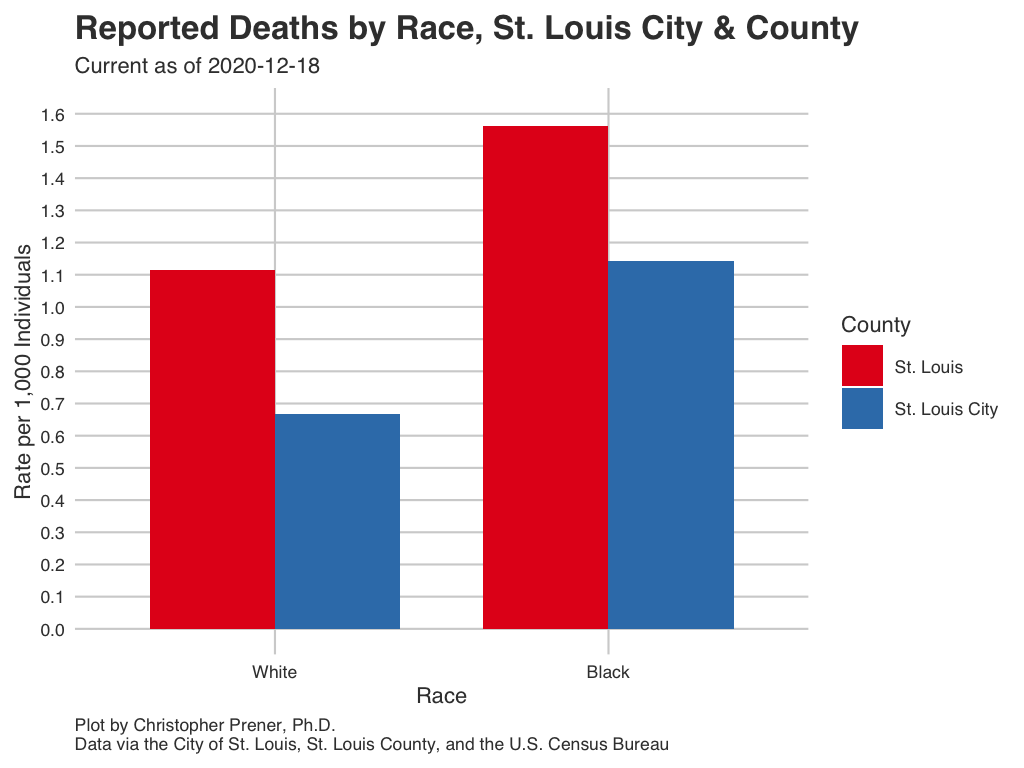 Reported Deaths by Race, St. Louis City & County
Current as of 2020-12-18
1.6
1.5
1.4
1.3
1.2
1.1
1.0
0.9
0.8
0.7
0.6
0.5
0.4
0.3
0.2
0.1
0.0
Rate per 1,000 Individuals
White
Black
Race
County
St. Louis
St. Louis City
Plot by Christopher Prener, Ph.D.
Data via the City of St. Louis, St. Louis County, and the U.S. Census Bureau